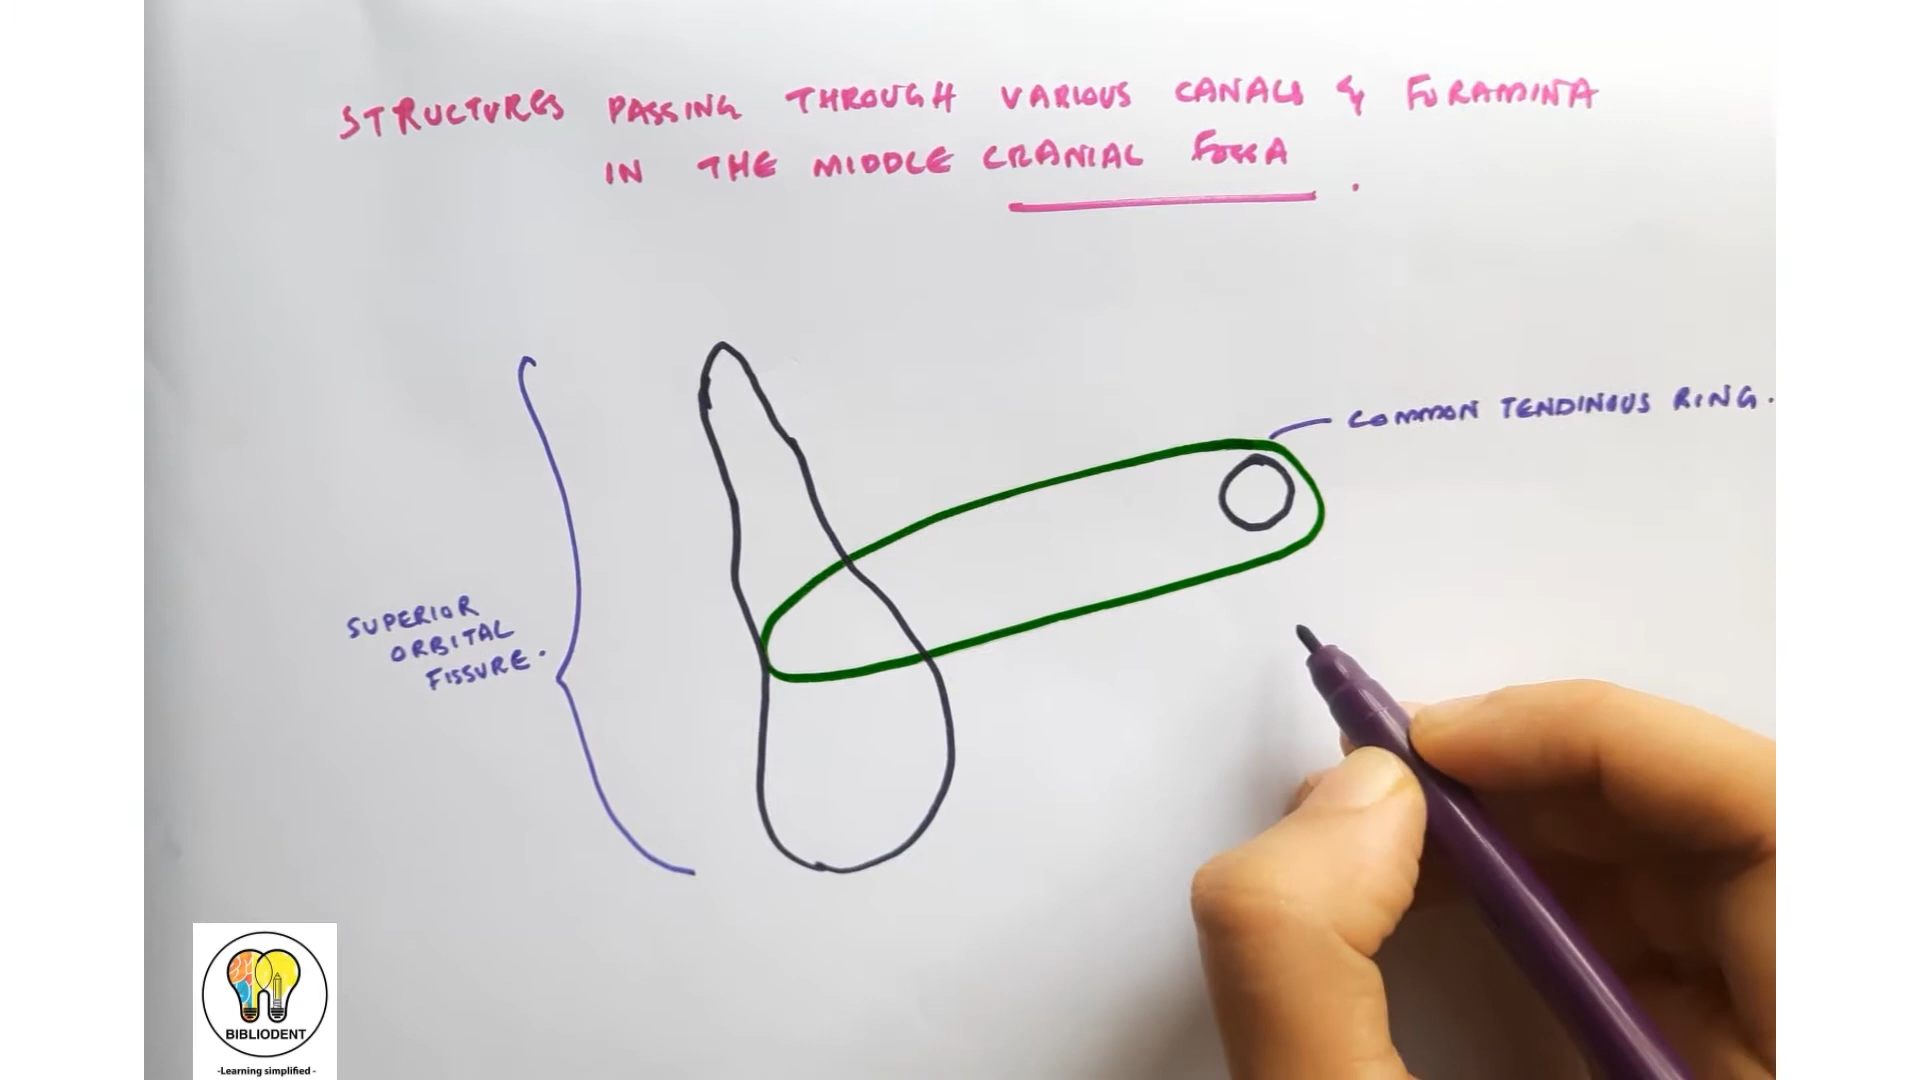 STRUCTURES PASSING THROUGH VARIOUS CANALS & FORAMINA
IN THE MIDDLE CRANIAL FOSSA .
COMMON TENDINOUS RING.
SUPERIOR
ORBITAL
FISSURE.
BIBLIODENT
-Learning simplified-